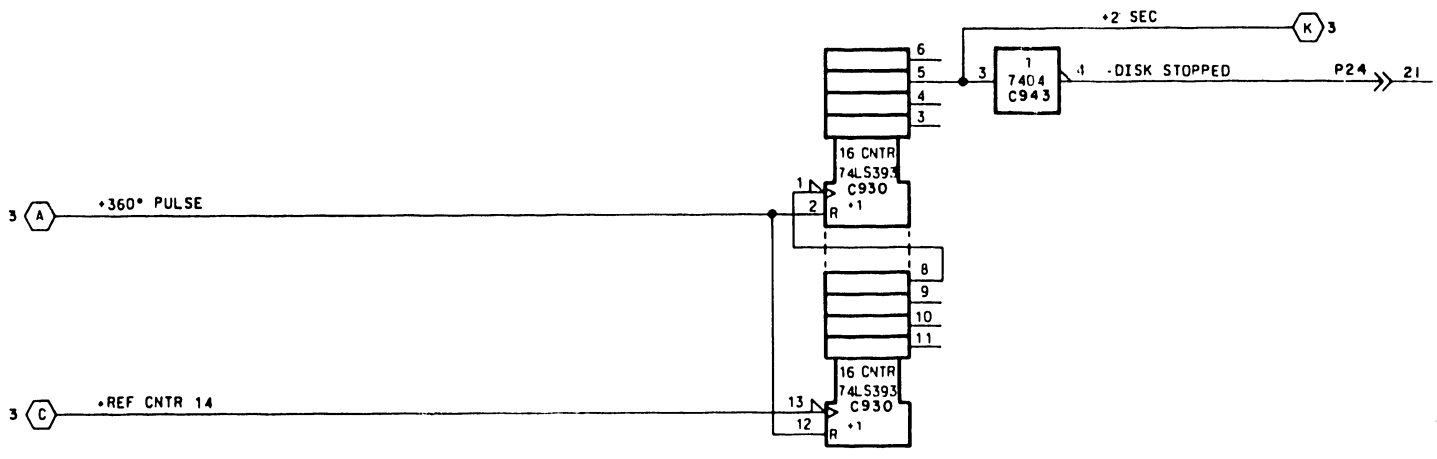 +2 SEC
K 3
6
5
4
3
3
1
7404
C943
4
-DISK STOPPED
P24
21
16 CNTR
74LS393
C930
+1
1
2
R
3 A
+360° PULSE
8
9
10
11
16 CNTR
74LS393
C930
+1
13
12
R
3 C
+REF CNTR 14